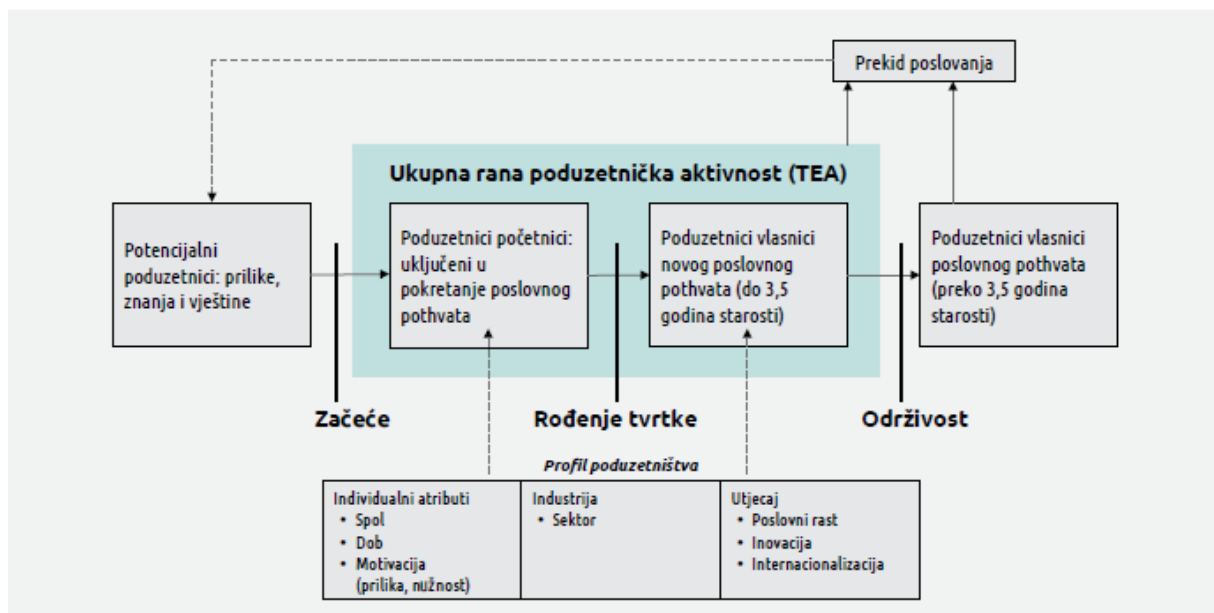 Prekid poslovanja
Ukupna rana poduzetnička aktivnost (TEA)
Potencijalni
poduzetnici: prilike,
znanja i vještine
Poduzetnici početnici:
uključeni u
pokretanje poslovnog
pothvata
Poduzetnici vlasnici
novog poslovnog
pothvata (do 3,5
godina starosti)
Poduzetnici vlasnici
poslovnog pothvata
(preko 3,5 godina
starosti)
Začeće
Rođenje tvrtke
Održivost
Profil poduzetništva
Individualni atributi
• Spol
• Dob
• Motivacija
(prilika, nužnost)
Industrija
• Sektor
Utjecaj
• Poslovni rast
• Inovacija
• Internacionalizacija